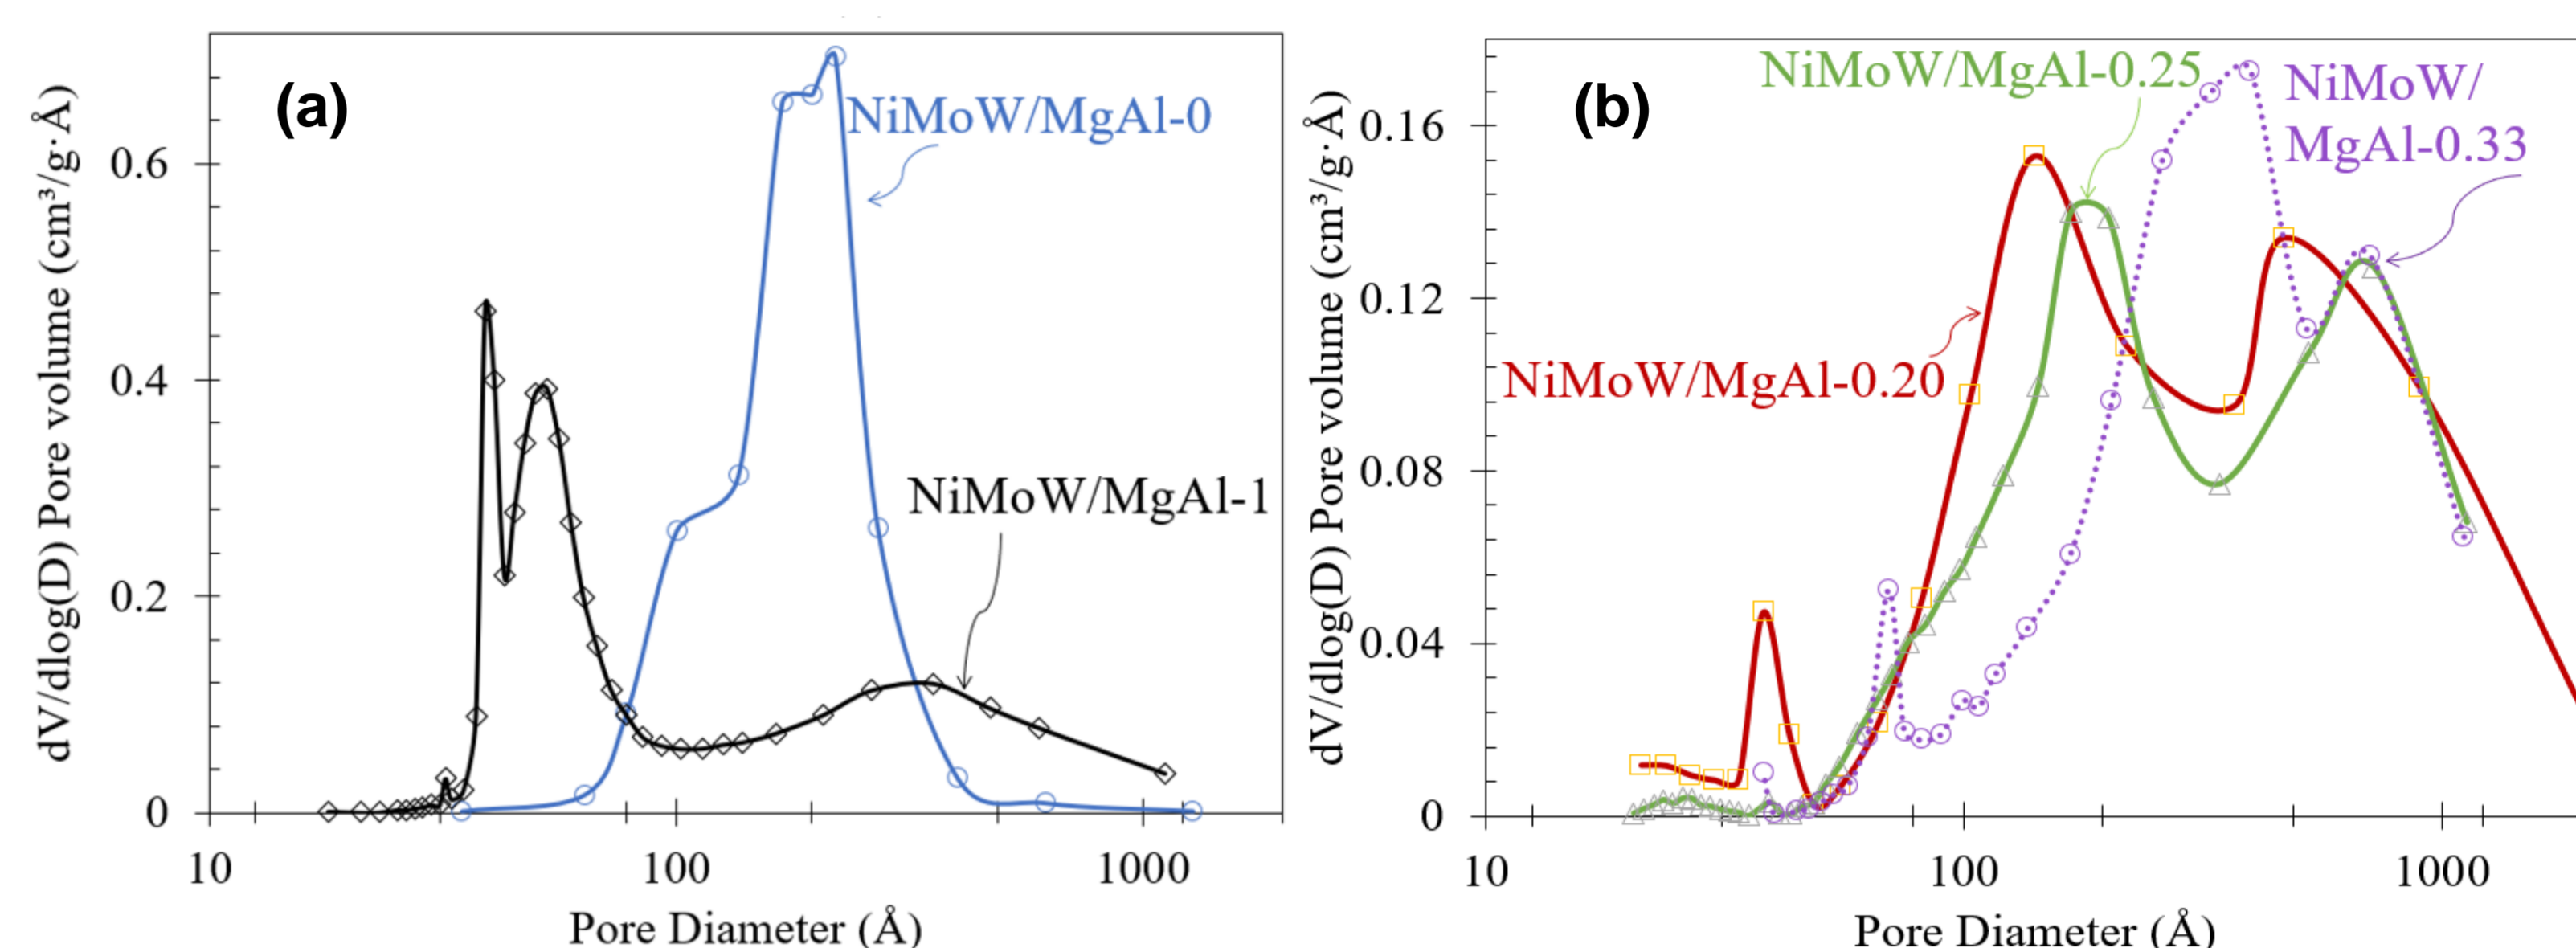 (a)
NiMoW/MgAl-0
NiMoW/MgAl-1
dV/dlog(D) Pore volume (cm³/g·Å)
0.6
0.4
0.2
0
10
100
1000
Pore Diameter (Å)
(b)
NiMoW/MgAl-0.25
NiMoW/
MgAl-0.33
NiMoW/MgAl-0.20
dV/dlog(D) Pore volume (cm³/g·Å)
0.16
0.12
0.08
0.04
0
10
100
1000
Pore Diameter (Å)